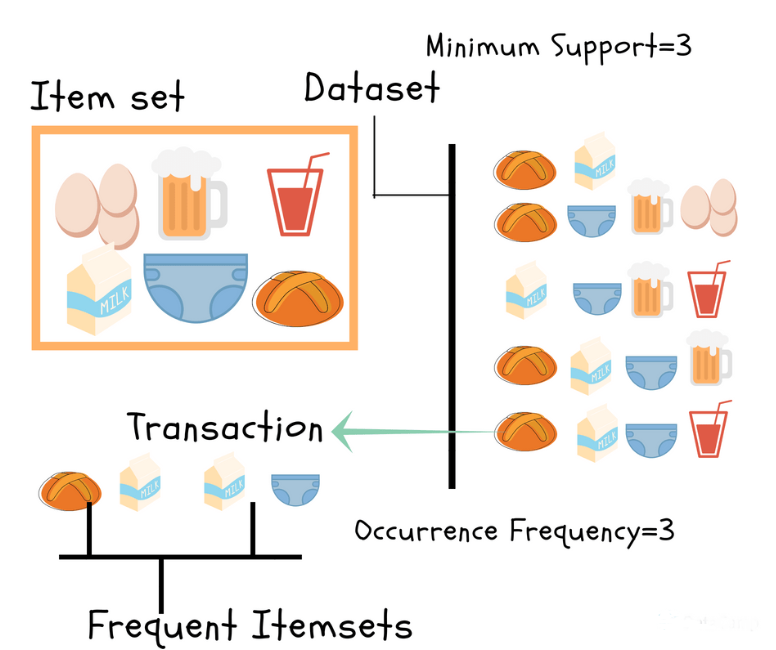 Minimum Support=3
Item set
Dataset
MILK
MILK
MILK
MILK
MILK
Transaction
MILK
MILK
Occurrence Frequency=3
Frequent Itemsets